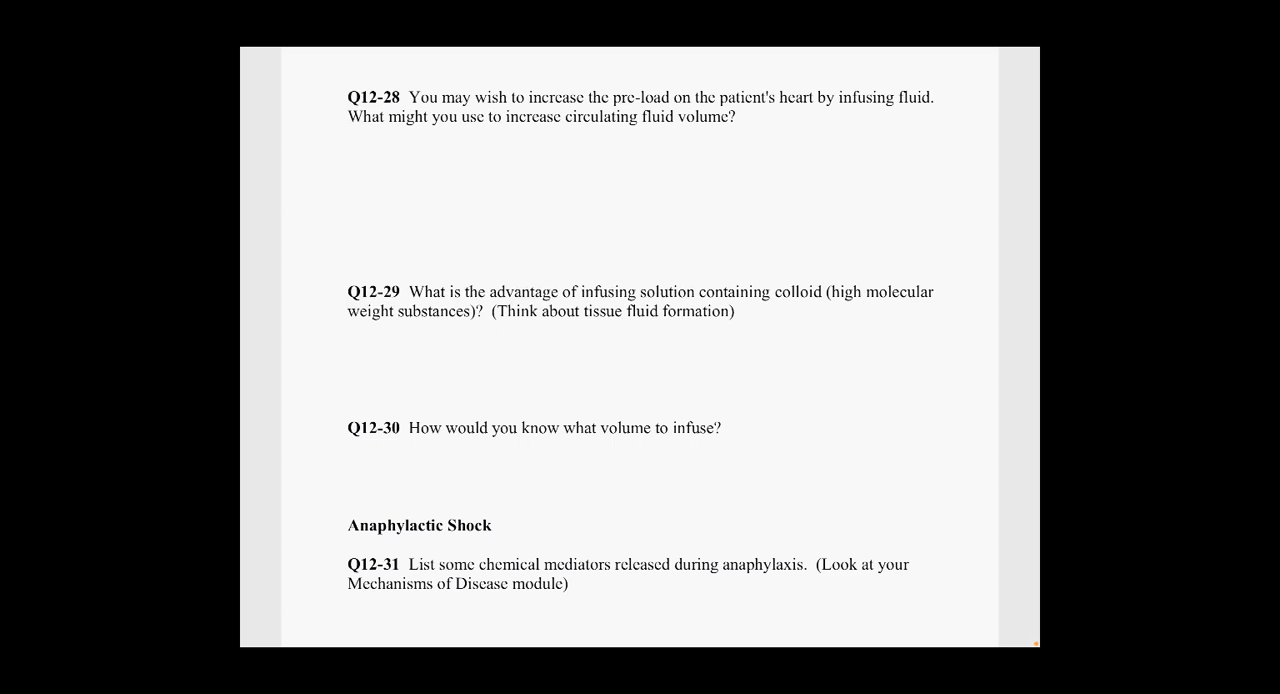 Q12-28 You may wish to increase the pre-load on the patient's heart by infusing fluid.
What might you use to increase circulating fluid volume?
Q12-29 What is the advantage of infusing solution containing colloid (high molecular
weight substances)? (Think about tissue fluid formation)
Q12-30 How would you know what volume to infuse?
Anaphylactic Shock
Q12-31 List some chemical mediators released during anaphylaxis. (Look at your
Mechanisms of Disease module)